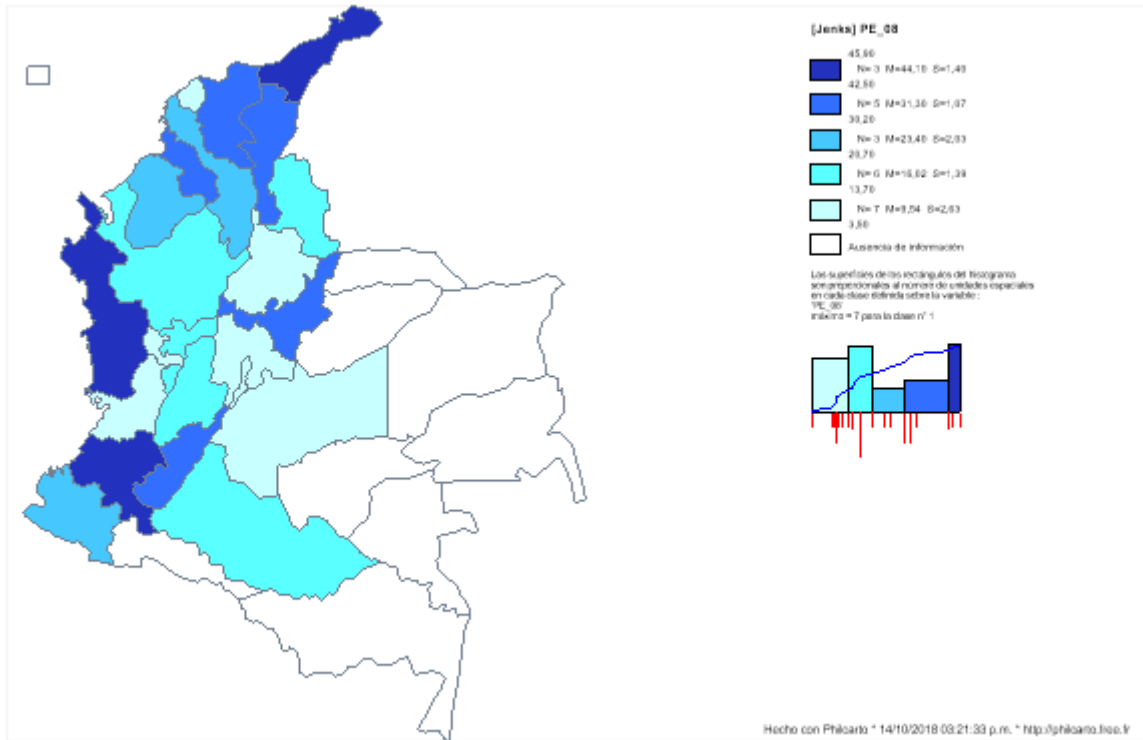 [Jenks] PE_08
45,90
N= 3 M=44,10 S=1,40
42,50
N= 5 M=31,30 S=1,07
30,20
N= 3 M=23,40 S=2,03
20,70
N= 6 M=16,02 S=1,39
13,70
N= 7 M=9,84 S=2,63
3,50
Ausencia de información
Las superficies de los rectángulos del histograma
son proporcionales al número de unidades espaciales
en cada clase definida sobre la variable :
'PE_08'
máximo = 7 para la clase n° 1
Hecho con Philcarto * 14/10/2018 03:21:33 p.m. * http://philcarto.free.fr